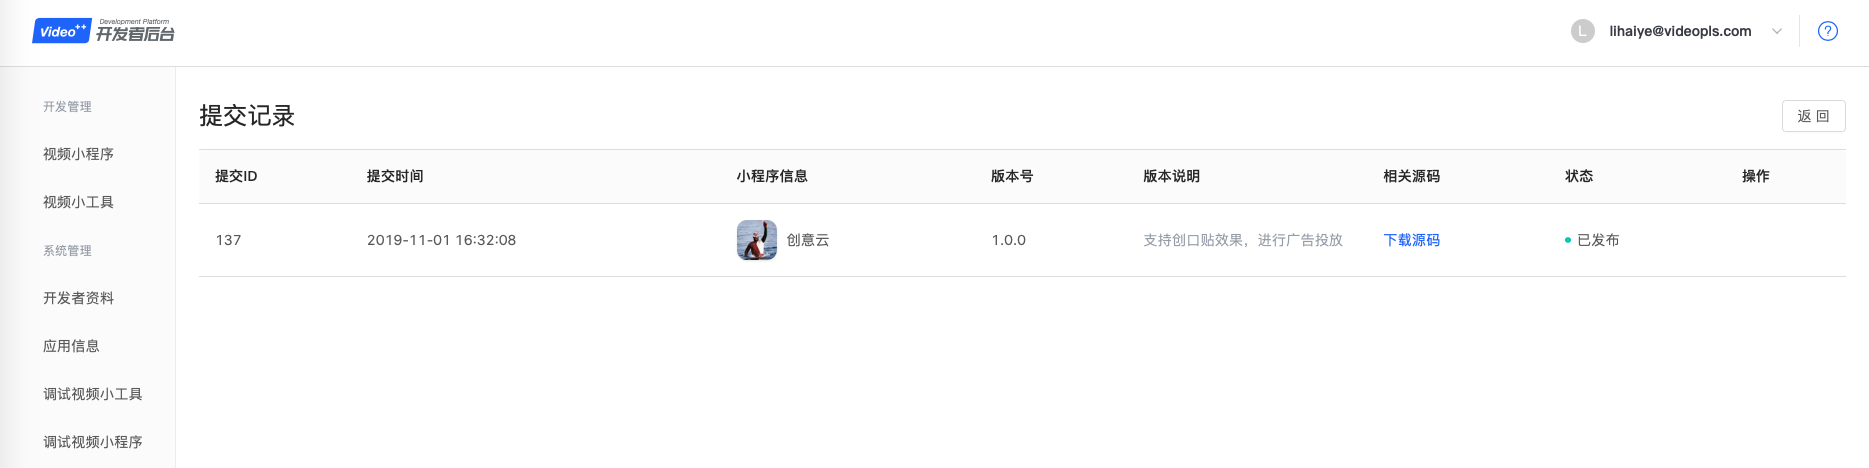 Video++ Development Platform
开发者后台
L lihaiye@videopls.com ?
开发管理
视频小程序
视频小工具
系统管理
开发者资料
应用信息
调试视频小工具
调试视频小程序
提交记录
返 回
提交ID 提交时间 小程序信息 版本号 版本说明 相关源码 状态 操作
137 2019-11-01 16:32:08 创意云 1.0.0 支持创口贴效果，进行广告投放 下载源码 已发布